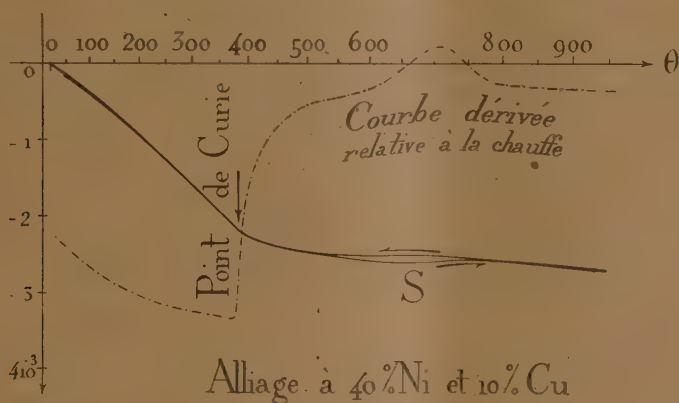 0 100 200 300 400 500 600 800 900 θ
0
- 1
- 2
3
4 10⁻³
Point de Curie
Courbe dérivée
relative à la chauffe
S
Alliage à 40% Ni et 10% Cu